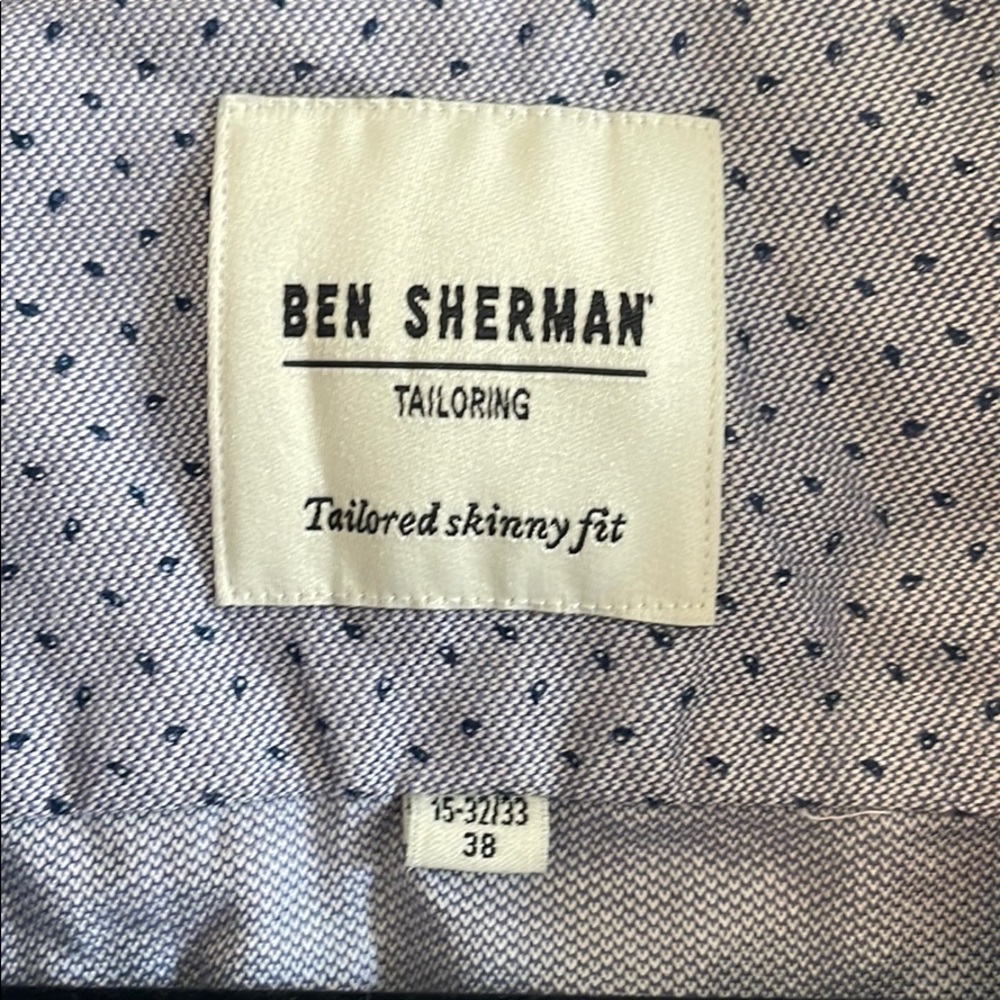 BEN SHERMAN
TAILORING
Tailored skinny fit
15-32/33
38